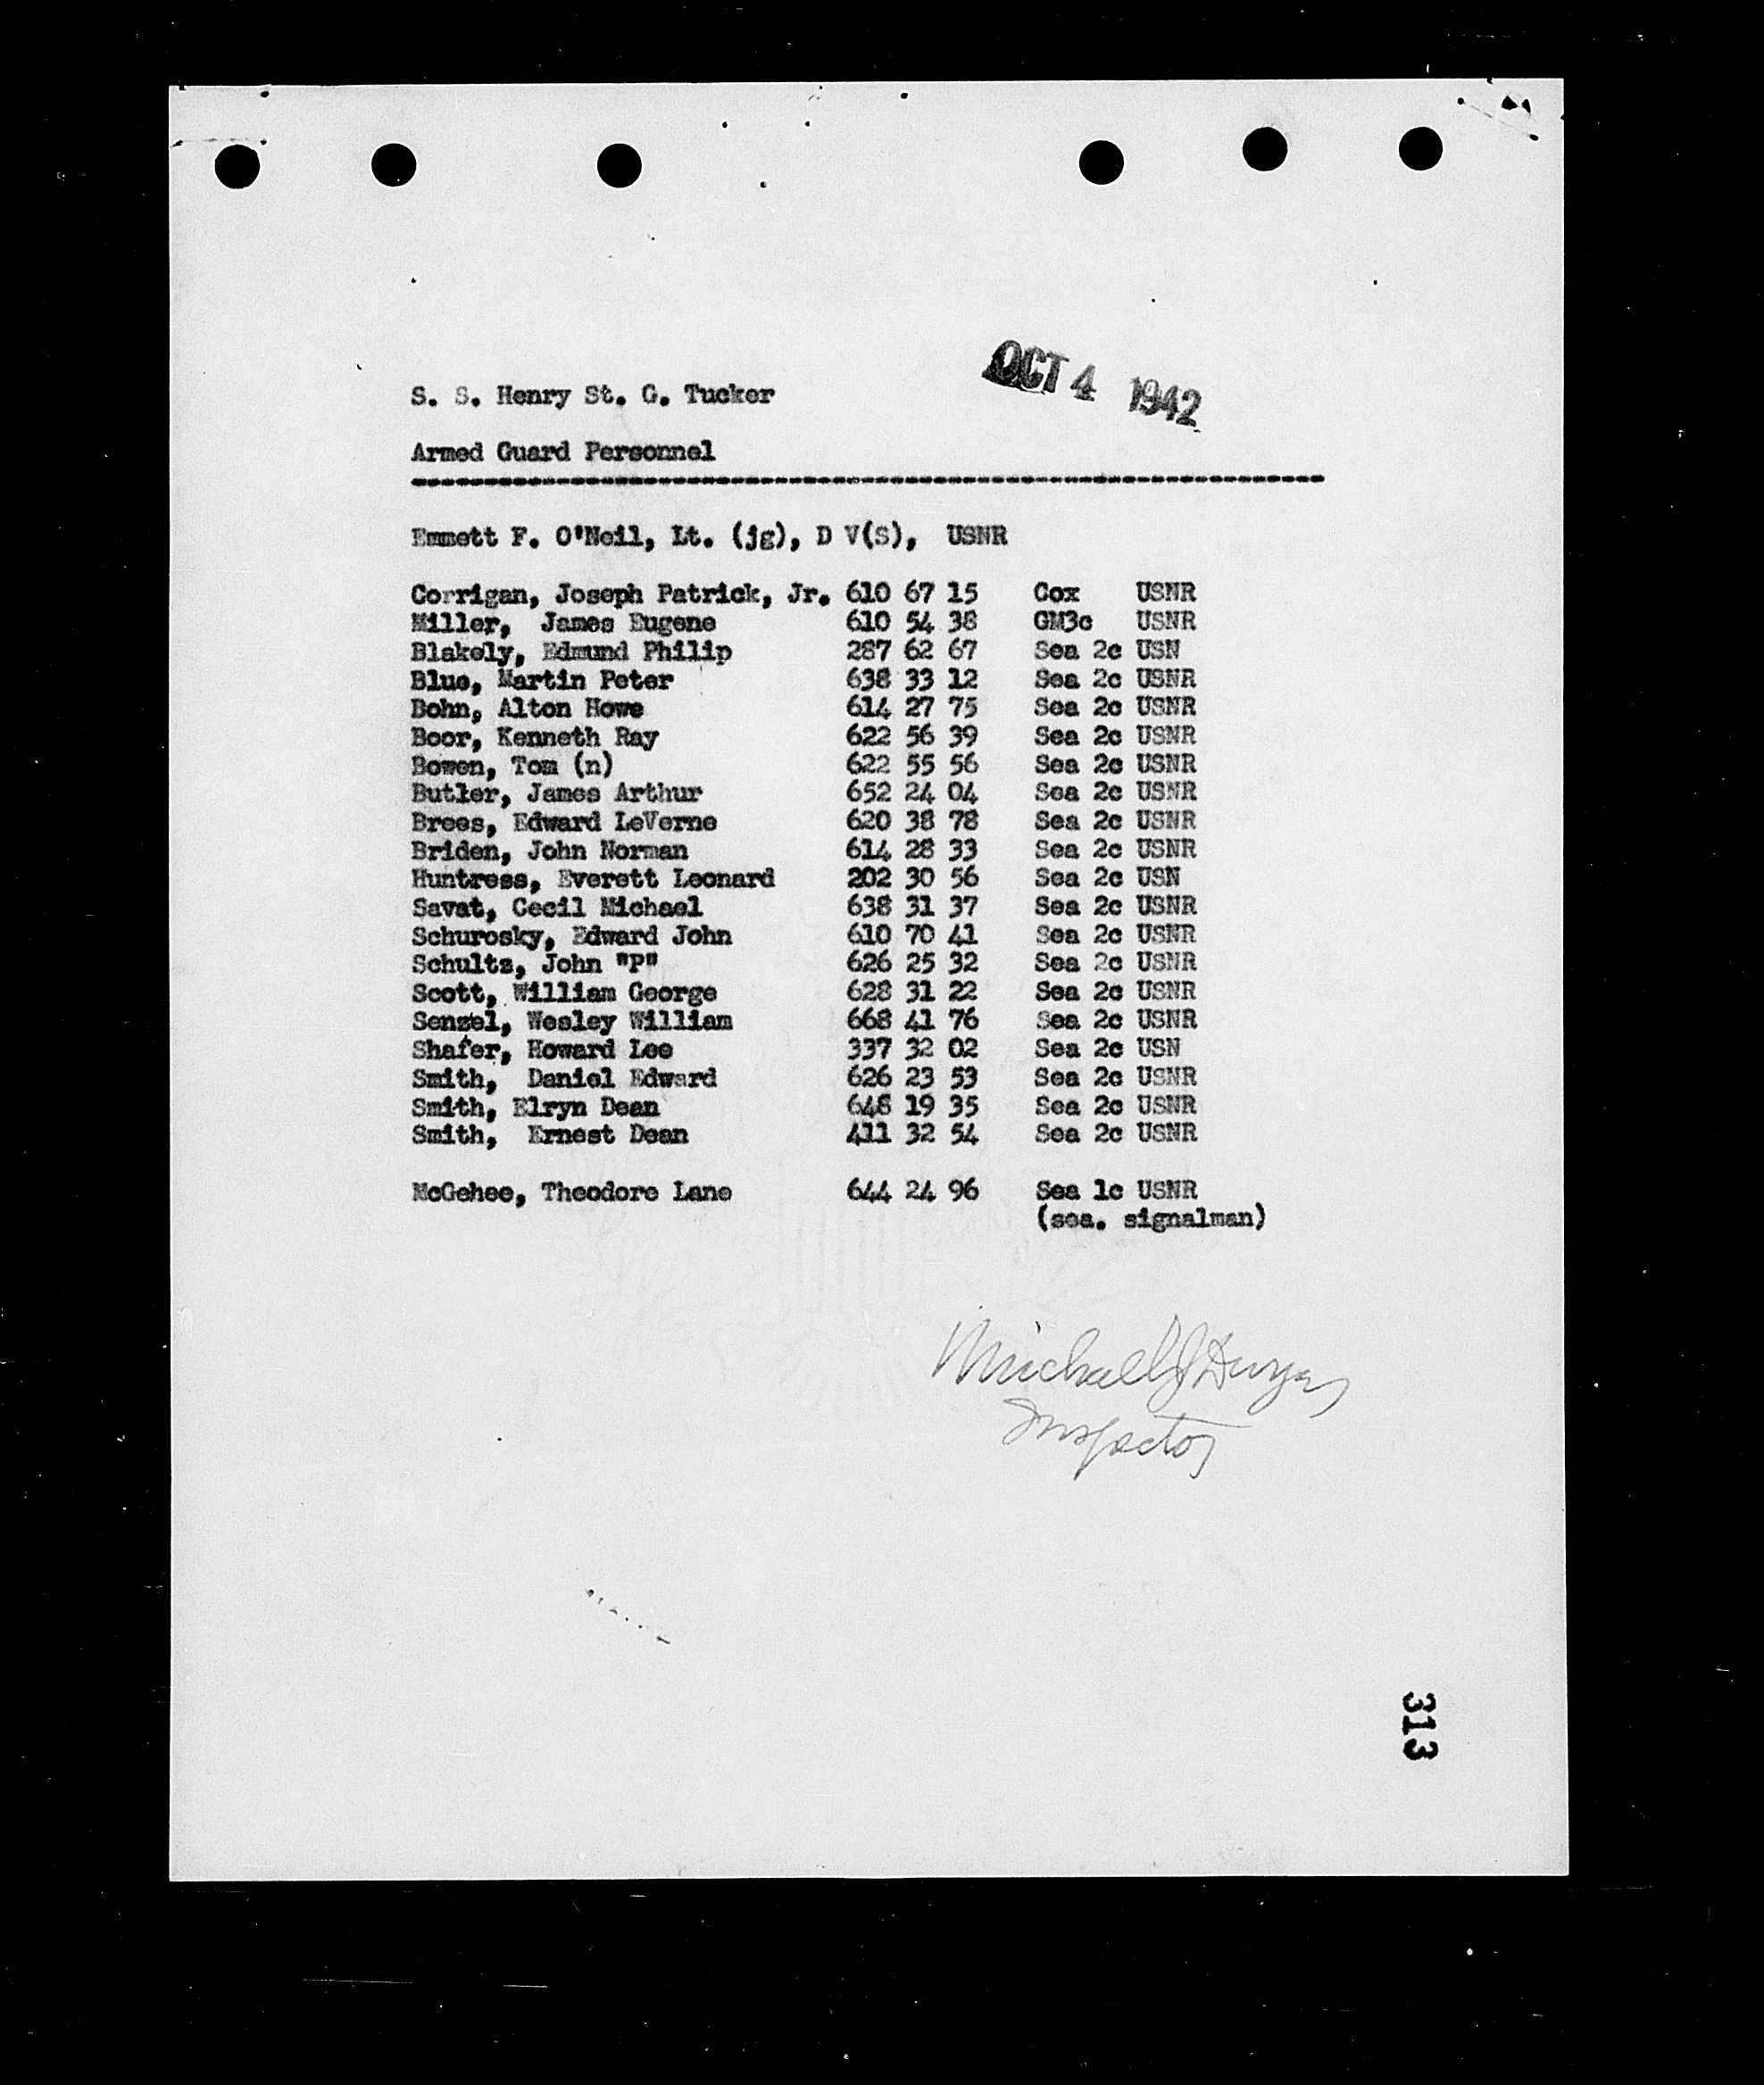 OCT 4 1942
S. S. Henry St. G. Tucker
Armed Guard Personnel
Emmett F. O'Neil, Lt. (jg), D V(S), USNR
Corrigan, Joseph Patrick, Jr. 610 67 15 Cox USNR
Miller, James Eugene 610 54 38 GM3c USNR
Blakely, Edmund Philip 287 62 67 Sea 2c USN
Blue, Martin Peter 638 33 12 Sea 2c USNR
Bohn, Alton Howe 614 27 75 Sea 2c USNR
Boor, Kenneth Ray 622 56 39 Sea 2c USNR
Bowen, Tom (n) 622 55 56 Sea 2c USNR
Butler, James Arthur 652 24 04 Sea 2c USNR
Brees, Edward LeVerne 620 38 78 Sea 2c USNR
Briden, John Norman 614 28 33 Sea 2c USNR
Huntress, Everett Leonard 202 30 56 Sea 2c USN
Savat, Cecil Michael 638 31 37 Sea 2c USNR
Schurosky, Edward John 610 70 41 Sea 2c USNR
Schultz, John "P" 626 25 32 Sea 2c USNR
Scott, William George 628 31 22 Sea 2c USNR
Senzel, Wesley William 668 41 76 Sea 2c USNR
Shafer, Howard Lee 337 32 02 Sea 2c USN
Smith, Daniel Edward 626 23 53 Sea 2c USNR
Smith, Elryn Dean 648 19 35 Sea 2c USNR
Smith, Ernest Dean 411 32 54 Sea 2c USNR
McGehee, Theodore Lane 644 24 96 Sea 1c USNR
(sea. signalman)
Michael J Dwyer
Inspector
313